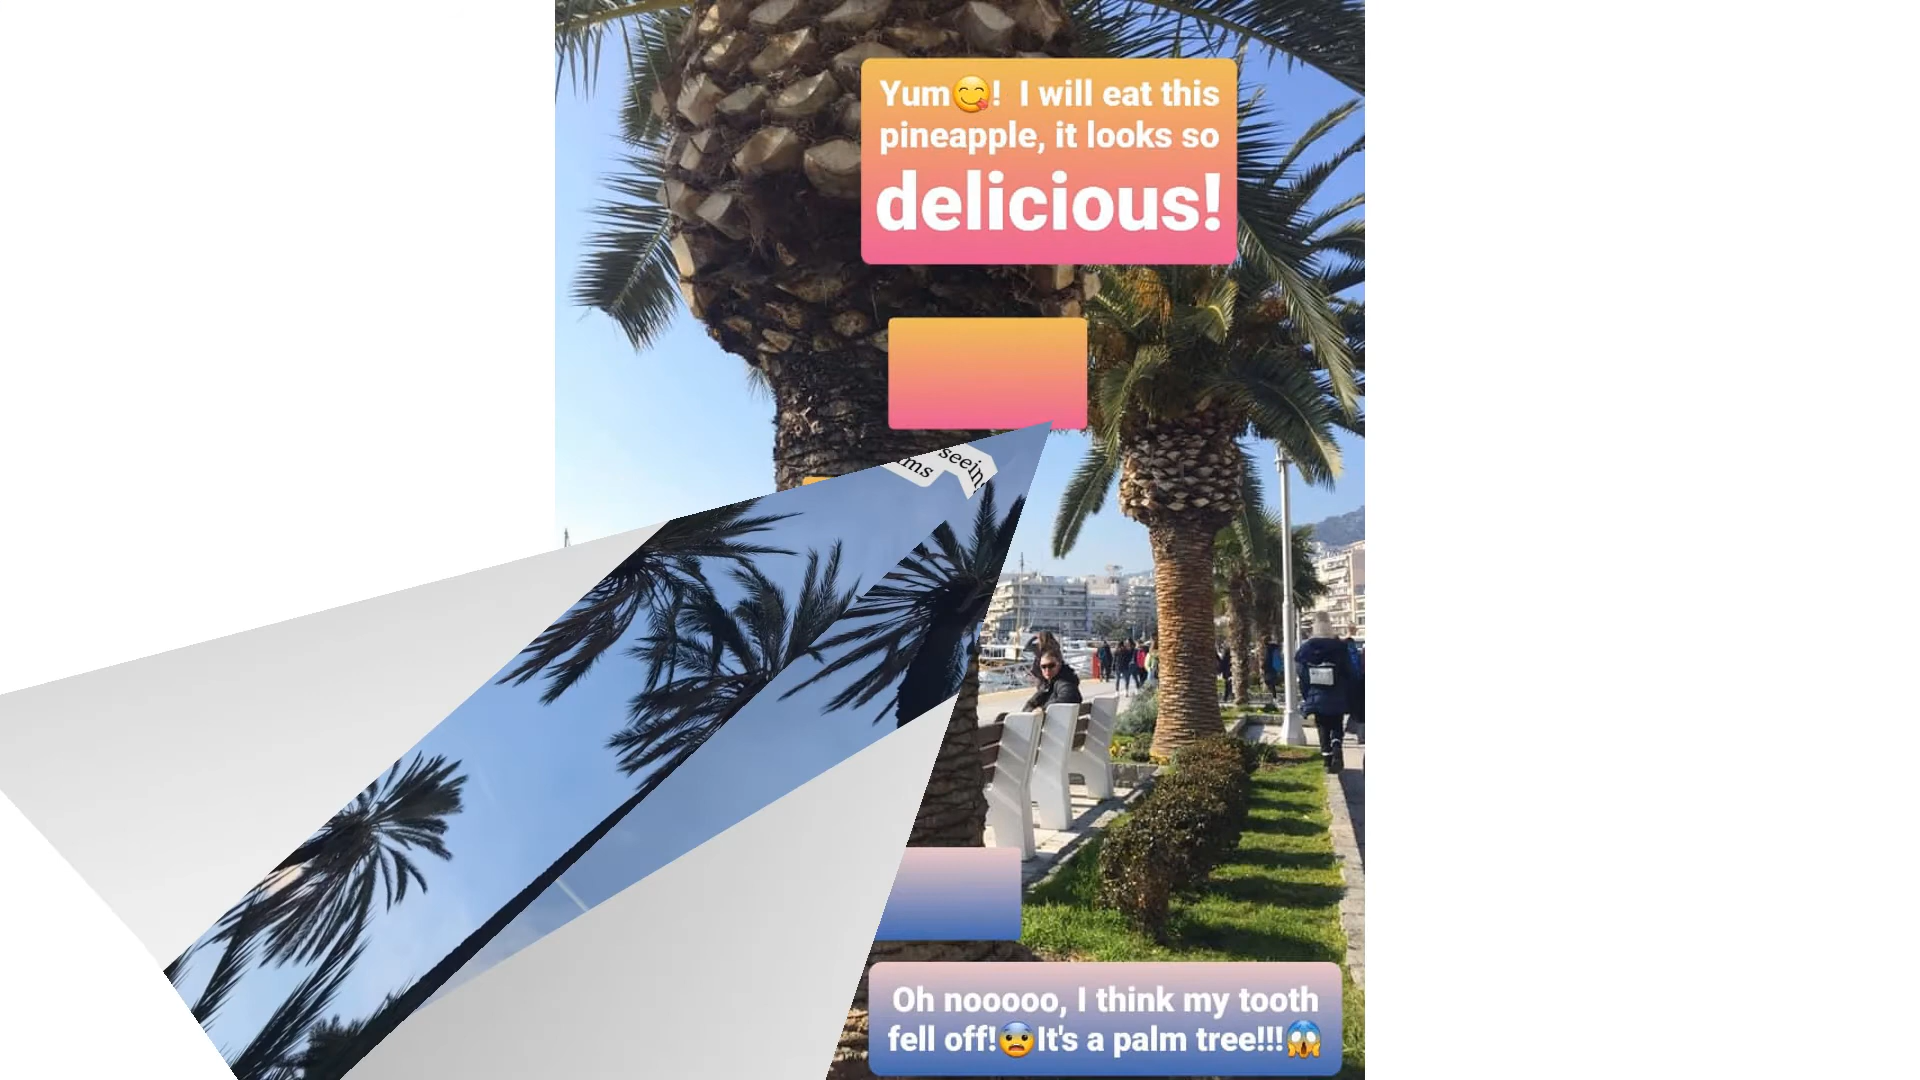 Yum😋! I will eat this
pineapple, it looks so
delicious!
Oh nooooo, I think my tooth
fell off!😨It's a palm tree!!!😱